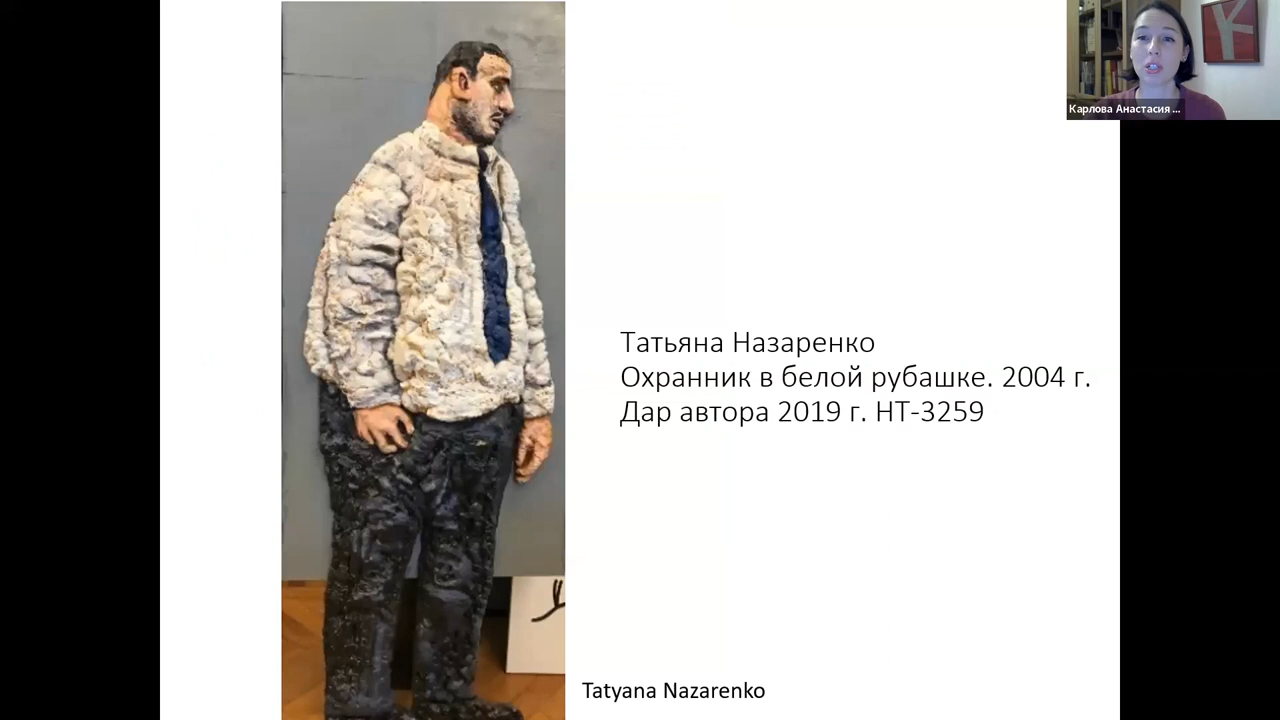 Карлова Анастасия ...
Татьяна Назаренко
Охранник в белой рубашке. 2004 г.
Дар автора 2019 г. НТ-3259
Tatyana Nazarenko